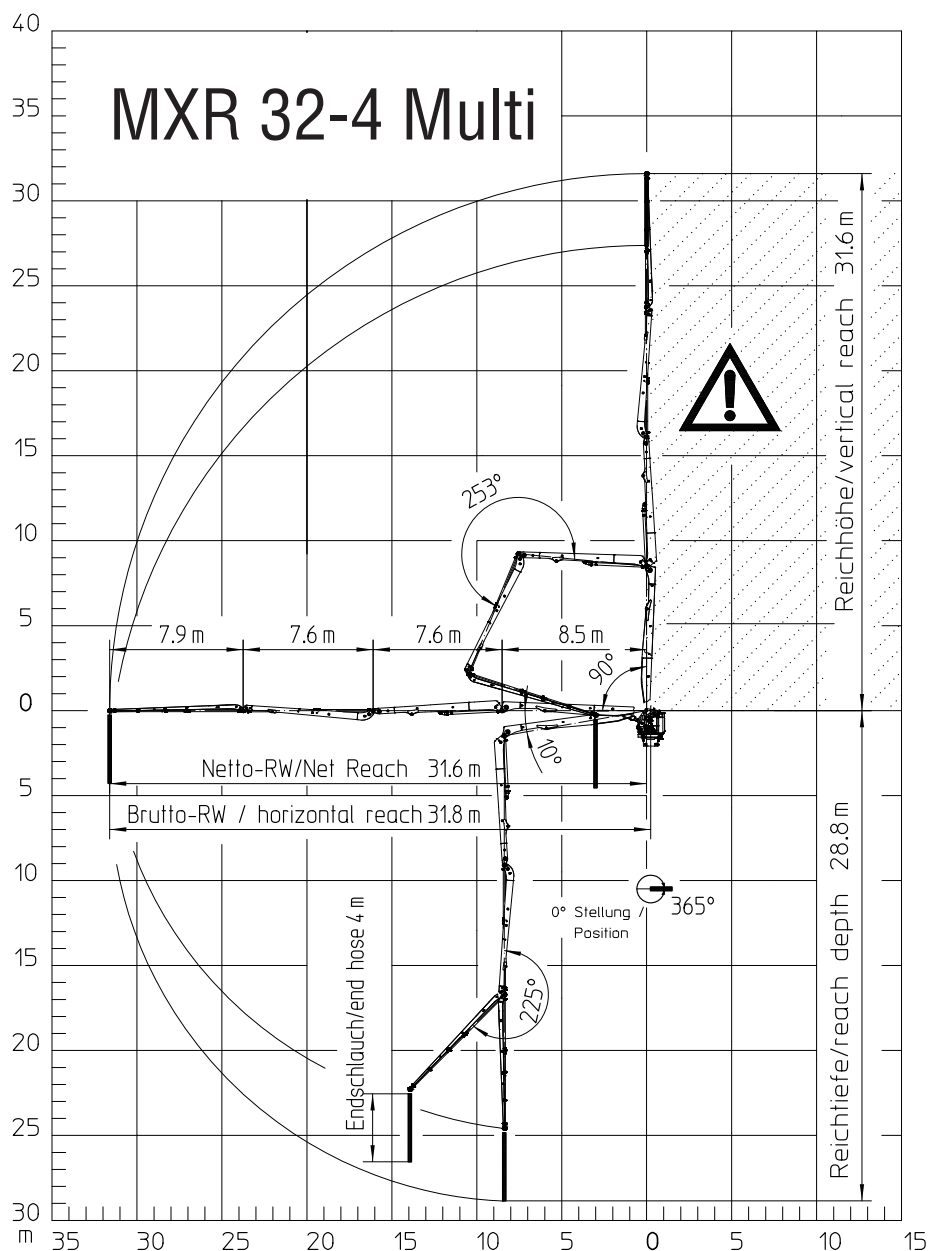 MXR 32-4 Multi
40
35
30
25
20
15
10
5
0
5
10
15
20
25
30
m
35
30
25
20
15
10
5
0
5
10
15
Reichhöhe/vertical reach 31.6 m
253°
7.9 m
7.6 m
7.6 m
8.5 m
90°
10°
Netto-RW/Net Reach 31.6 m
Brutto-RW / horizontal reach 31.8 m
Reichtiefe/reach depth 28.8 m
365°
0° Stellung /
Position
Endschlauch/end hose 4 m
225°